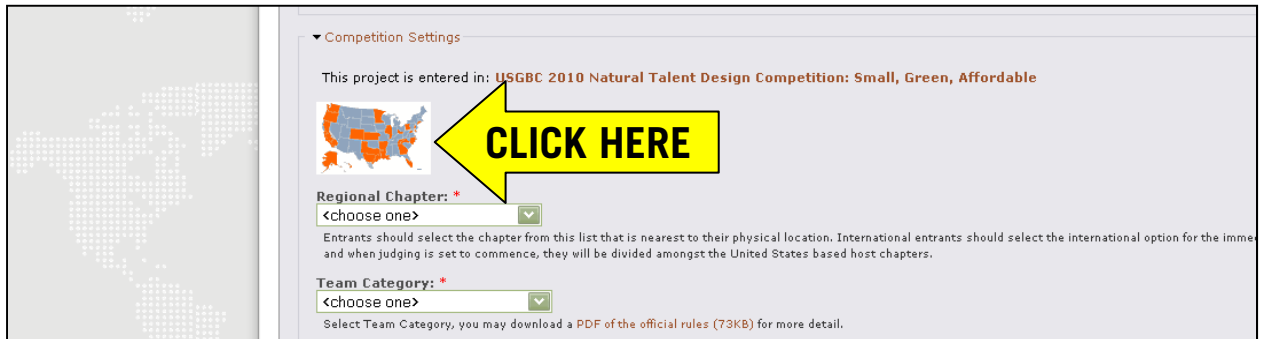 Competition Settings
This project is entered in: USGBC 2010 Natural Talent Design Competition: Small, Green, Affordable
CLICK HERE
Regional Chapter: *
<choose one>
Entrants should select the chapter from this list that is nearest to their physical location. International entrants should select the international option for the
and when judging is set to commence, they will be divided amongst the United States based host chapters.
Team Category: *
<choose one>
Select Team Category, you may download a PDF of the official rules (73KB) for more detail.